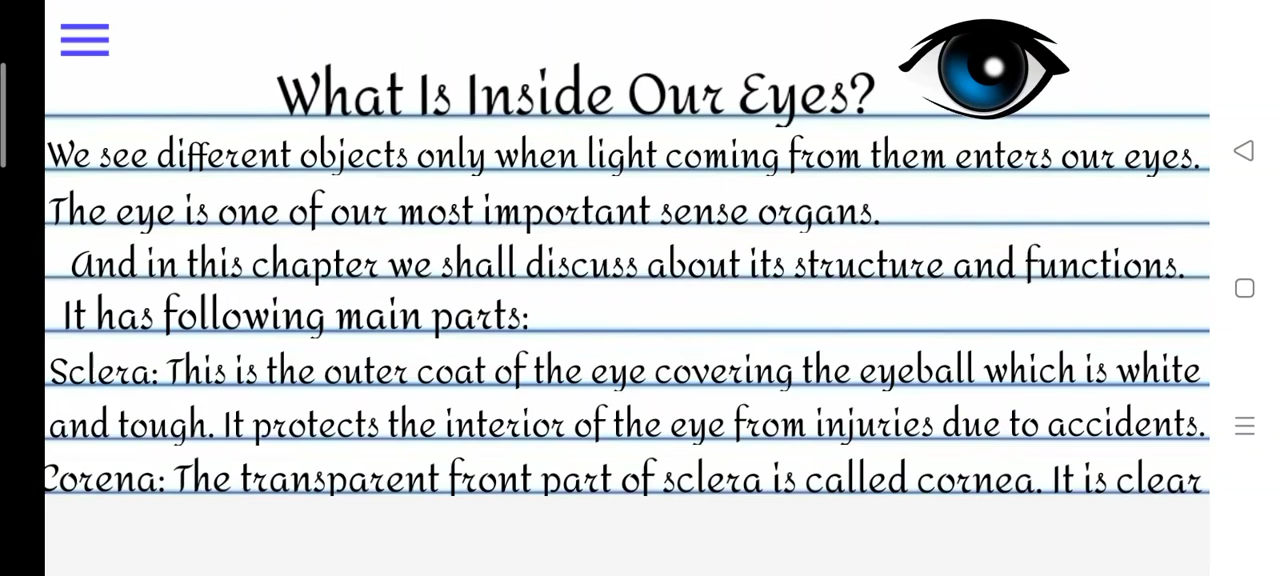 What Is Inside Our Eyes?
We see different objects only when light coming from them enters our eyes.
The eye is one of our most important sense organs.
And in this chapter we shall discuss about its structure and functions.
It has following main parts:
Sclera: This is the outer coat of the eye covering the eyeball which is white
and tough. It protects the interior of the eye from injuries due to accidents.
Corena: The transparent front part of sclera is called cornea. It is clear